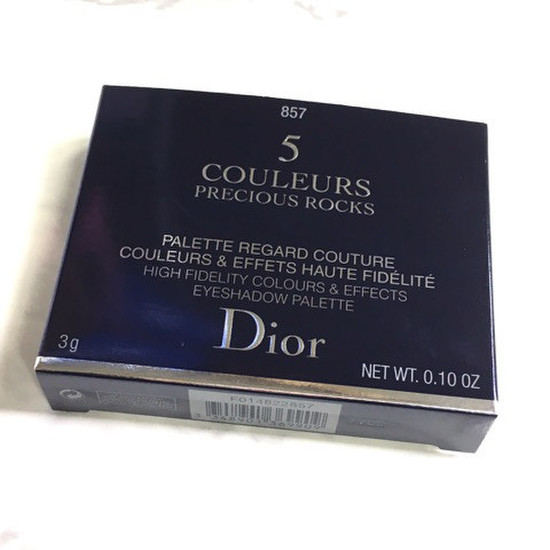 857
5
COULEURS
PRECIOUS ROCKS
PALETTE REGARD COUTURE
COULEURS & EFFETS HAUTE FIDÉLITÉ
HIGH FIDELITY COLOURS & EFFECTS
EYESHADOW PALETTE
Dior
3g
NET WT. 0.10 OZ
F014822857